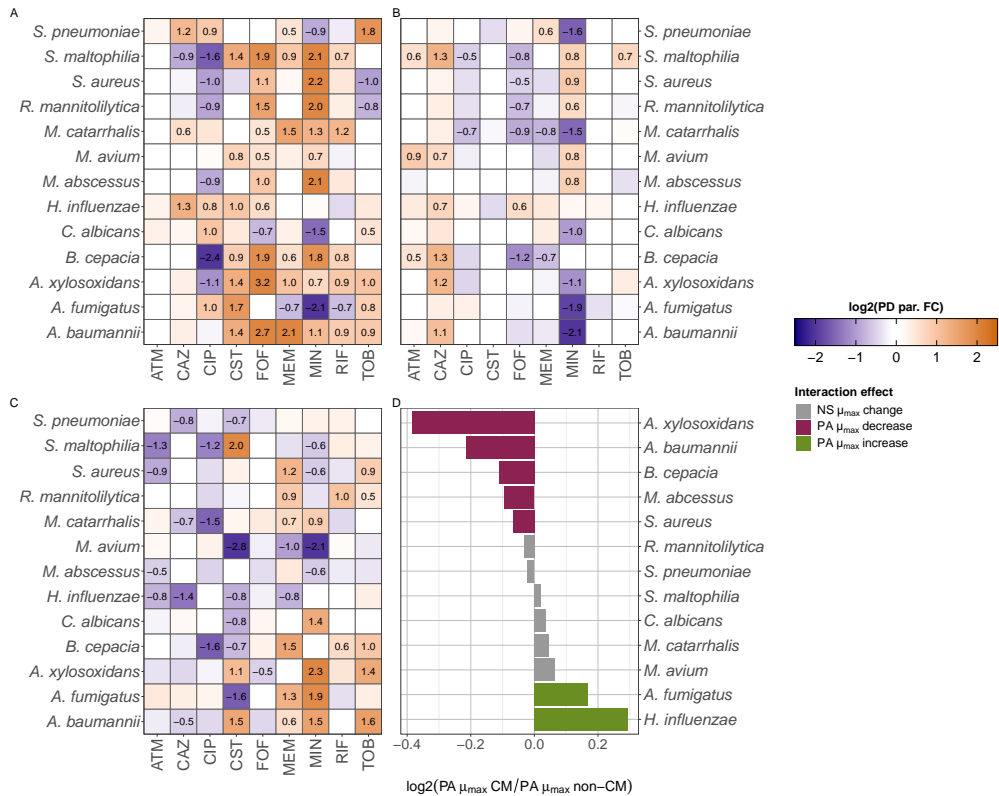 A
S. pneumoniae 1.2 0.9 0.5 −0.9 1.8
S. maltophilia −0.9 −1.6 1.4 1.9 0.9 2.1 0.7
S. aureus −1.0 1.1 2.2 −1.0
R. mannitolilytica −0.9 1.5 2.0 −0.8
M. catarrhalis 0.6 0.5 1.5 1.3 1.2
M. avium 0.8 0.5 0.7
M. abscessus −0.9 1.0 2.1
H. influenzae 1.3 0.8 1.0 0.6
C. albicans 1.0 −0.7 −1.5 0.5
B. cepacia −2.4 0.9 1.9 0.6 1.8 0.8
A. xylosoxidans −1.1 1.4 3.2 1.0 0.7 0.9 1.0
A. fumigatus 1.0 1.7 −0.7 −2.1 −0.7 0.8
A. baumannii 1.4 2.7 2.1 1.1 0.9 0.9
ATM CAZ CIP CST FOF MEM MIN RIF TOB
B
0.6 −1.6 S. pneumoniae
0.6 1.3 −0.5 −0.8 0.8 0.7 S. maltophilia
−0.5 0.9 S. aureus
−0.7 0.6 R. mannitolilytica
−0.7 −0.9 −0.8 −1.5 M. catarrhalis
0.9 0.7 0.8 M. avium
0.8 M. abscessus
0.7 0.6 H. influenzae
−1.0 C. albicans
0.5 1.3 −1.2 −0.7 B. cepacia
1.2 −1.1 A. xylosoxidans
−1.9 A. fumigatus
1.1 −2.1 A. baumannii
ATM CAZ CIP CST FOF MEM MIN RIF TOB
log2(PD par. FC)
−2 −1 0 1 2
Interaction effect
NS μmax change
PA μmax decrease
PA μmax increase
C
S. pneumoniae −0.8 −0.7
S. maltophilia −1.3 −1.2 2.0 −0.6
S. aureus −0.9 1.2 −0.6 0.9
R. mannitolilytica 0.9 1.0 0.5
M. catarrhalis −0.7 −1.5 0.7 0.9
M. avium −2.8 −1.0 −2.1
M. abscessus −0.5 −0.6
H. influenzae −0.8 −1.4 −0.8 −0.8
C. albicans −0.8 1.4
B. cepacia −1.6 −0.7 1.5 0.6 1.0
A. xylosoxidans 1.1 −0.5 2.3 1.4
A. fumigatus −1.6 1.3 1.9
A. baumannii −0.5 1.5 0.6 1.5 1.6
ATM CAZ CIP CST FOF MEM MIN RIF TOB
D
A. xylosoxidans
A. baumannii
B. cepacia
M. abcessus
S. aureus
R. mannitolilytica
S. pneumoniae
S. maltophilia
C. albicans
M. catarrhalis
M. avium
A. fumigatus
H. influenzae
−0.4 −0.2 0.0 0.2
log2(PA μmax CM/PA μmax non−CM)